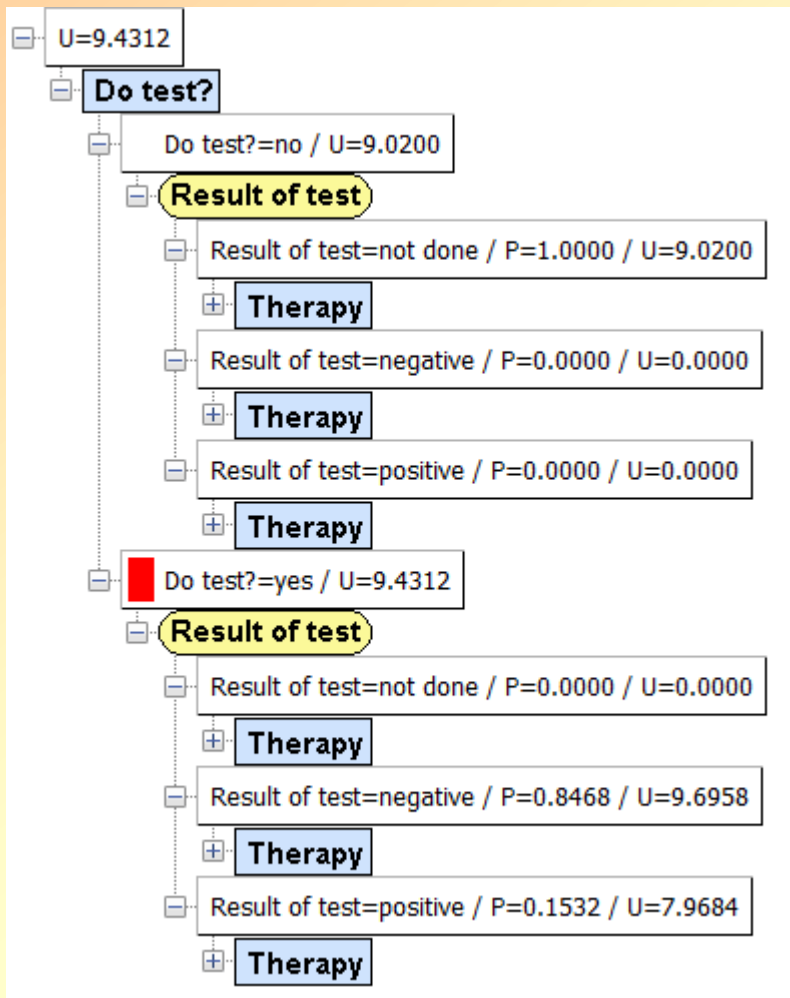 U=9.4312
Do test?
Do test?=no / U=9.0200
Result of test
Result of test=not done / P=1.0000 / U=9.0200
Therapy
Result of test=negative / P=0.0000 / U=0.0000
Therapy
Result of test=positive / P=0.0000 / U=0.0000
Therapy
Do test?=yes / U=9.4312
Result of test
Result of test=not done / P=0.0000 / U=0.0000
Therapy
Result of test=negative / P=0.8468 / U=9.6958
Therapy
Result of test=positive / P=0.1532 / U=7.9684
Therapy